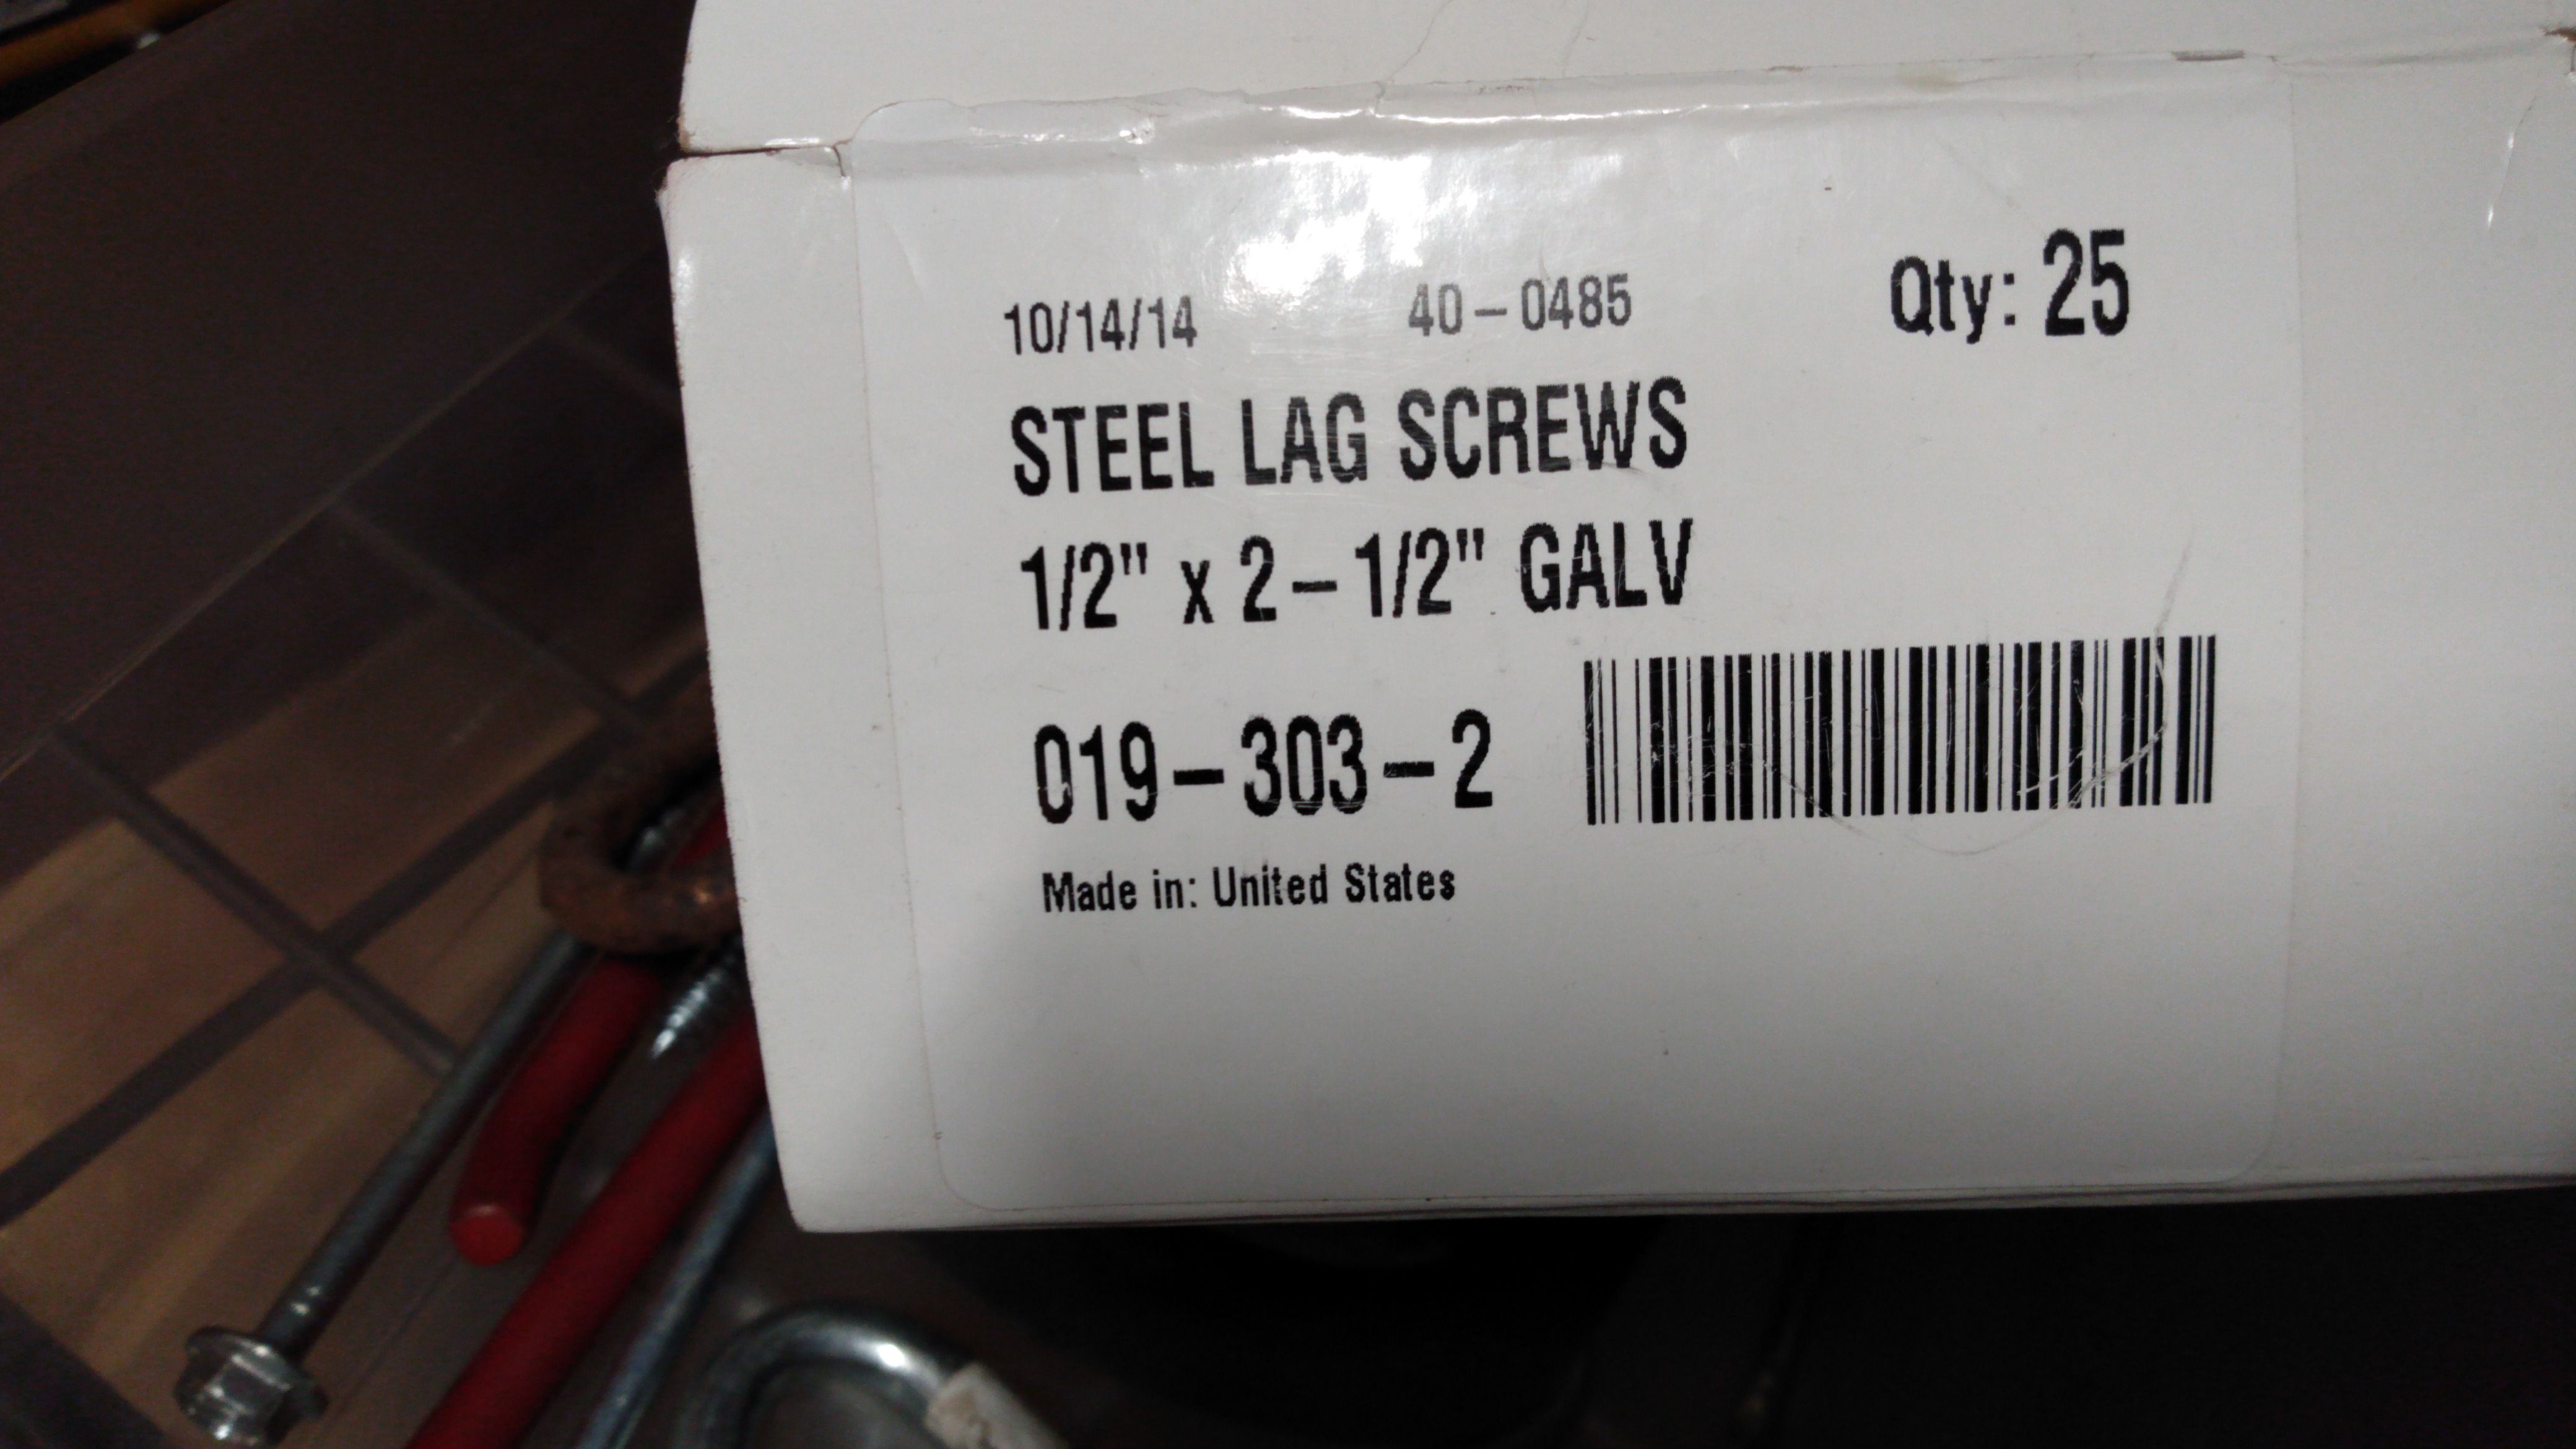 10/14/14 40-0485 Qty: 25
STEEL LAG SCREWS
1/2" x 2-1/2" GALV
019-303-2
Made in: United States